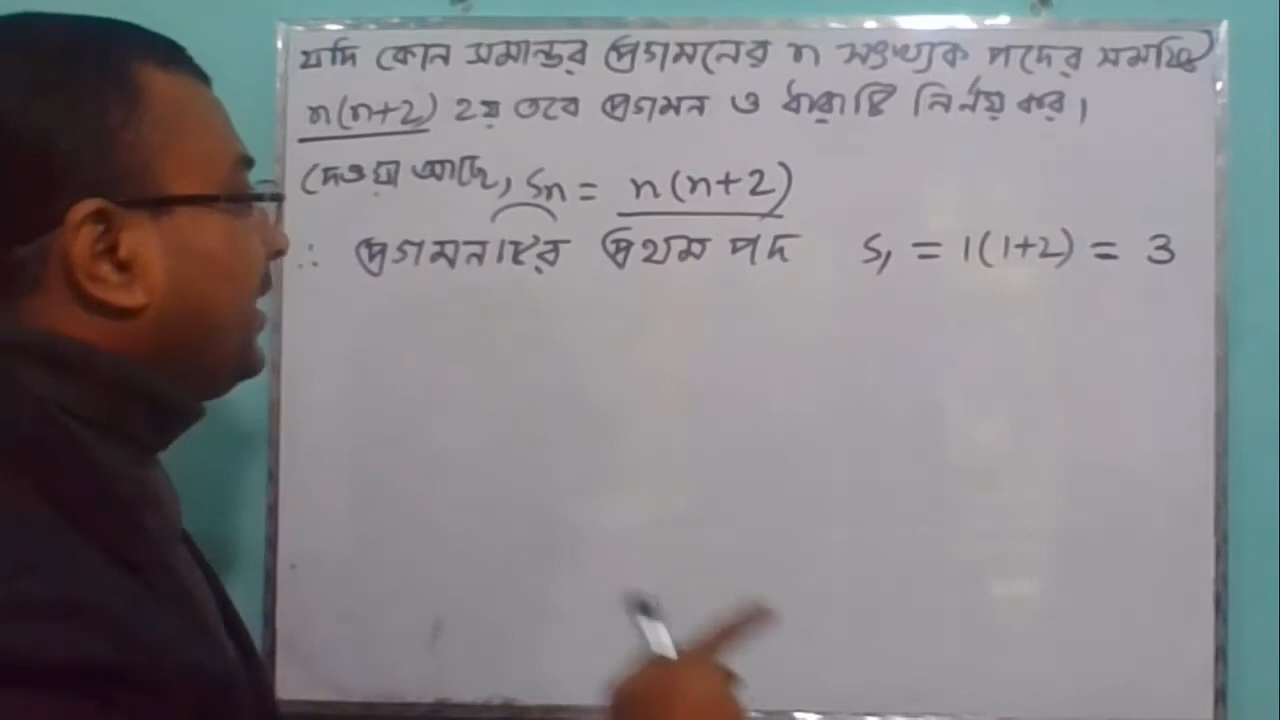 যদি কোন সমান্তর প্রগমনের n সংখ্যক পদের সমষ্টি
n(n+2) হয় তবে প্রগমন ও ধারাটি নির্ণয় কর।
দেওয়া আছে, Sn = n(n+2)
∴ প্রগমনটির প্রথম পদ S₁ = 1(1+2) = 3